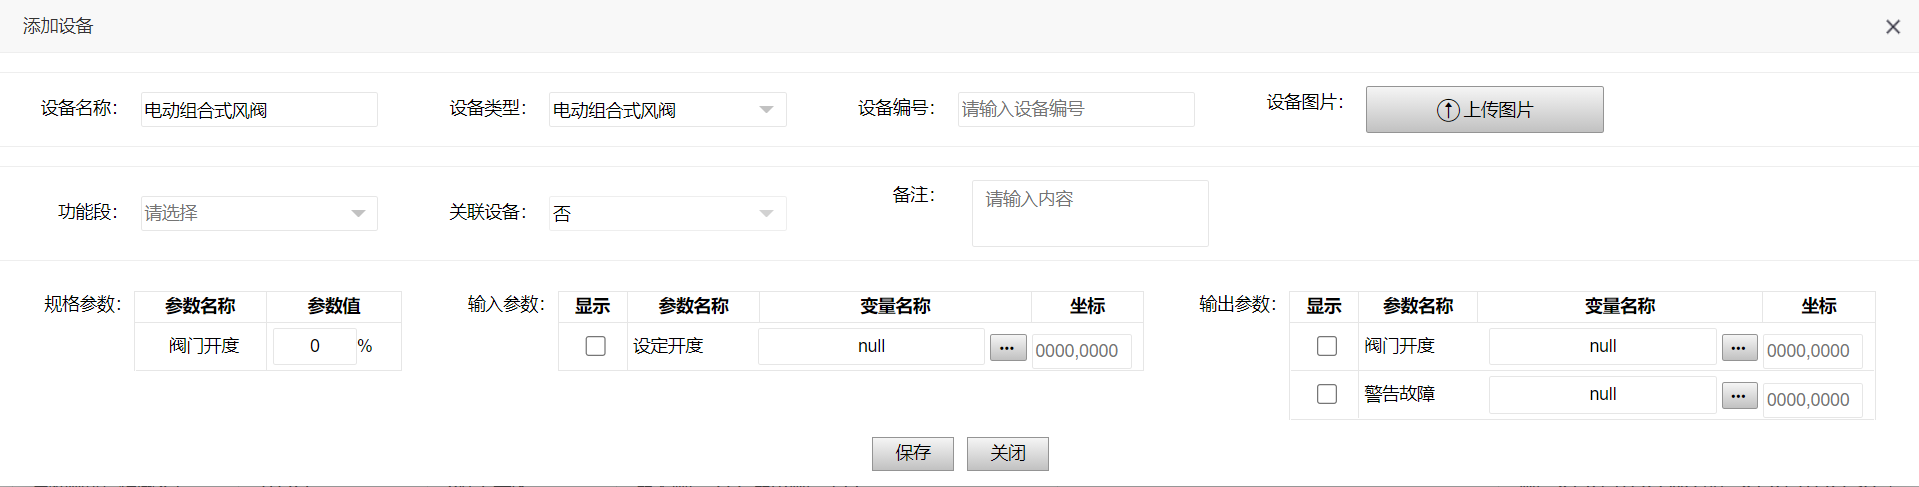 添加设备
设备名称： 电动组合式风阀 设备类型： 电动组合式风阀 设备编号： 请输入设备编号 设备图片： 上传图片
功能段： 请选择 关联设备： 否 备注： 请输入内容
规格参数： 参数名称 参数值 输入参数： 显示 参数名称 变量名称 坐标 输出参数： 显示 参数名称 变量名称 坐标
阀门开度 0 % 设定开度 null ... 0000,0000 阀门开度 null ... 0000,0000
警告故障 null ... 0000,0000
保存 关闭